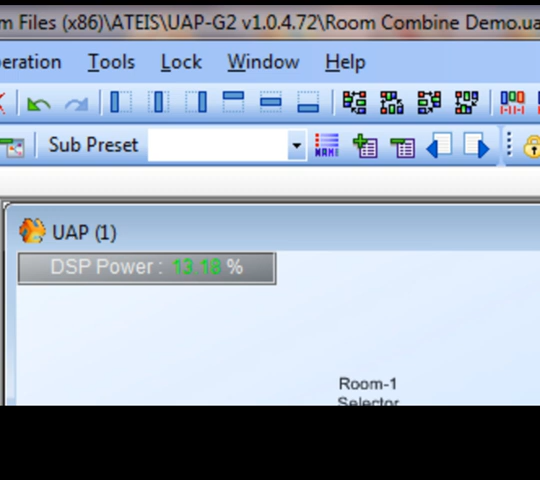 m Files (x86)\ATEIS\UAP-G2 v1.0.4.72\Room Combine Demo.ua
eration Tools Lock Window Help
Sub Preset
NAME
UAP (1)
DSP Power : 13.18 %
Room-1
Selector